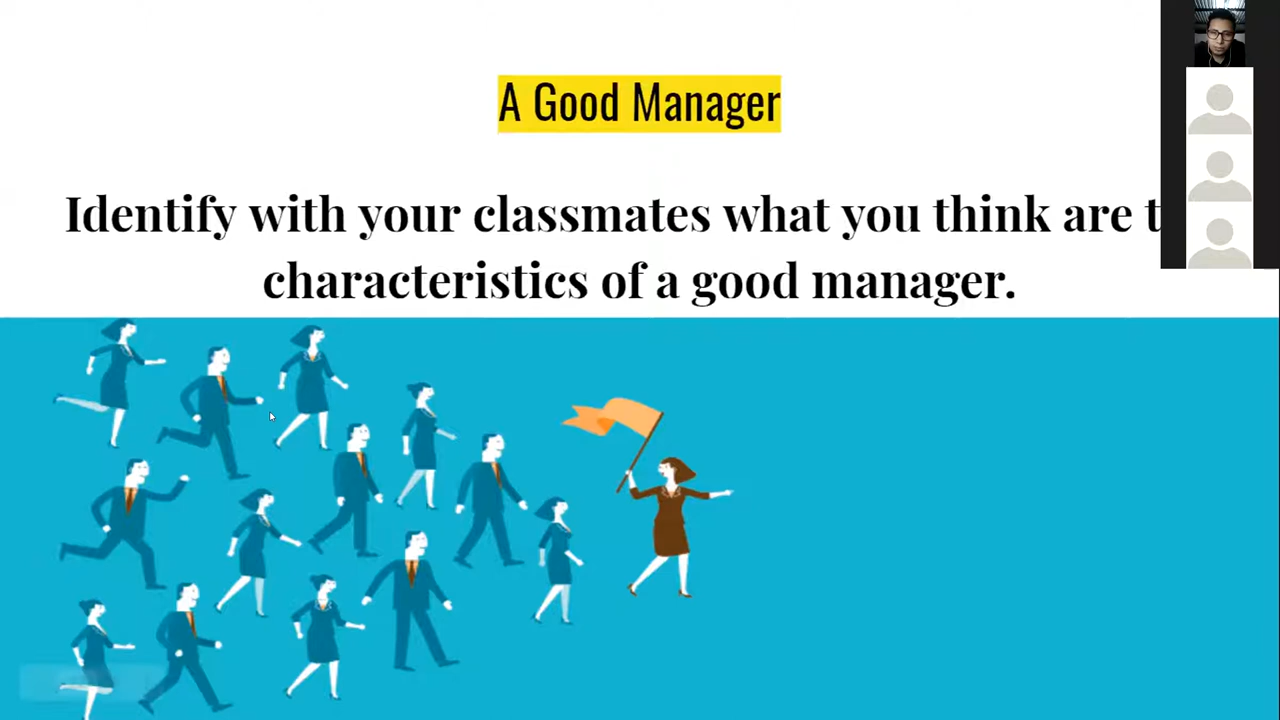 A Good Manager
Identify with your classmates what you think are
characteristics of a good manager.